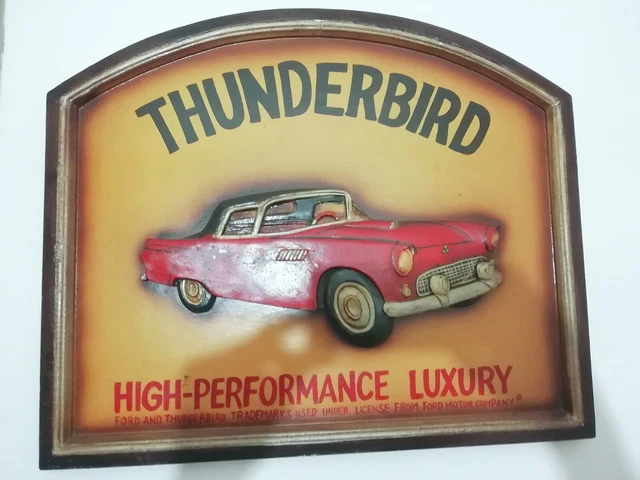 THUNDERBIRD
HIGH-PERFORMANCE LUXURY
FORD AND THUNDERBIRD TRADEMARKS USED UNDER LICENSE FROM FORD MOTOR COMPANY®